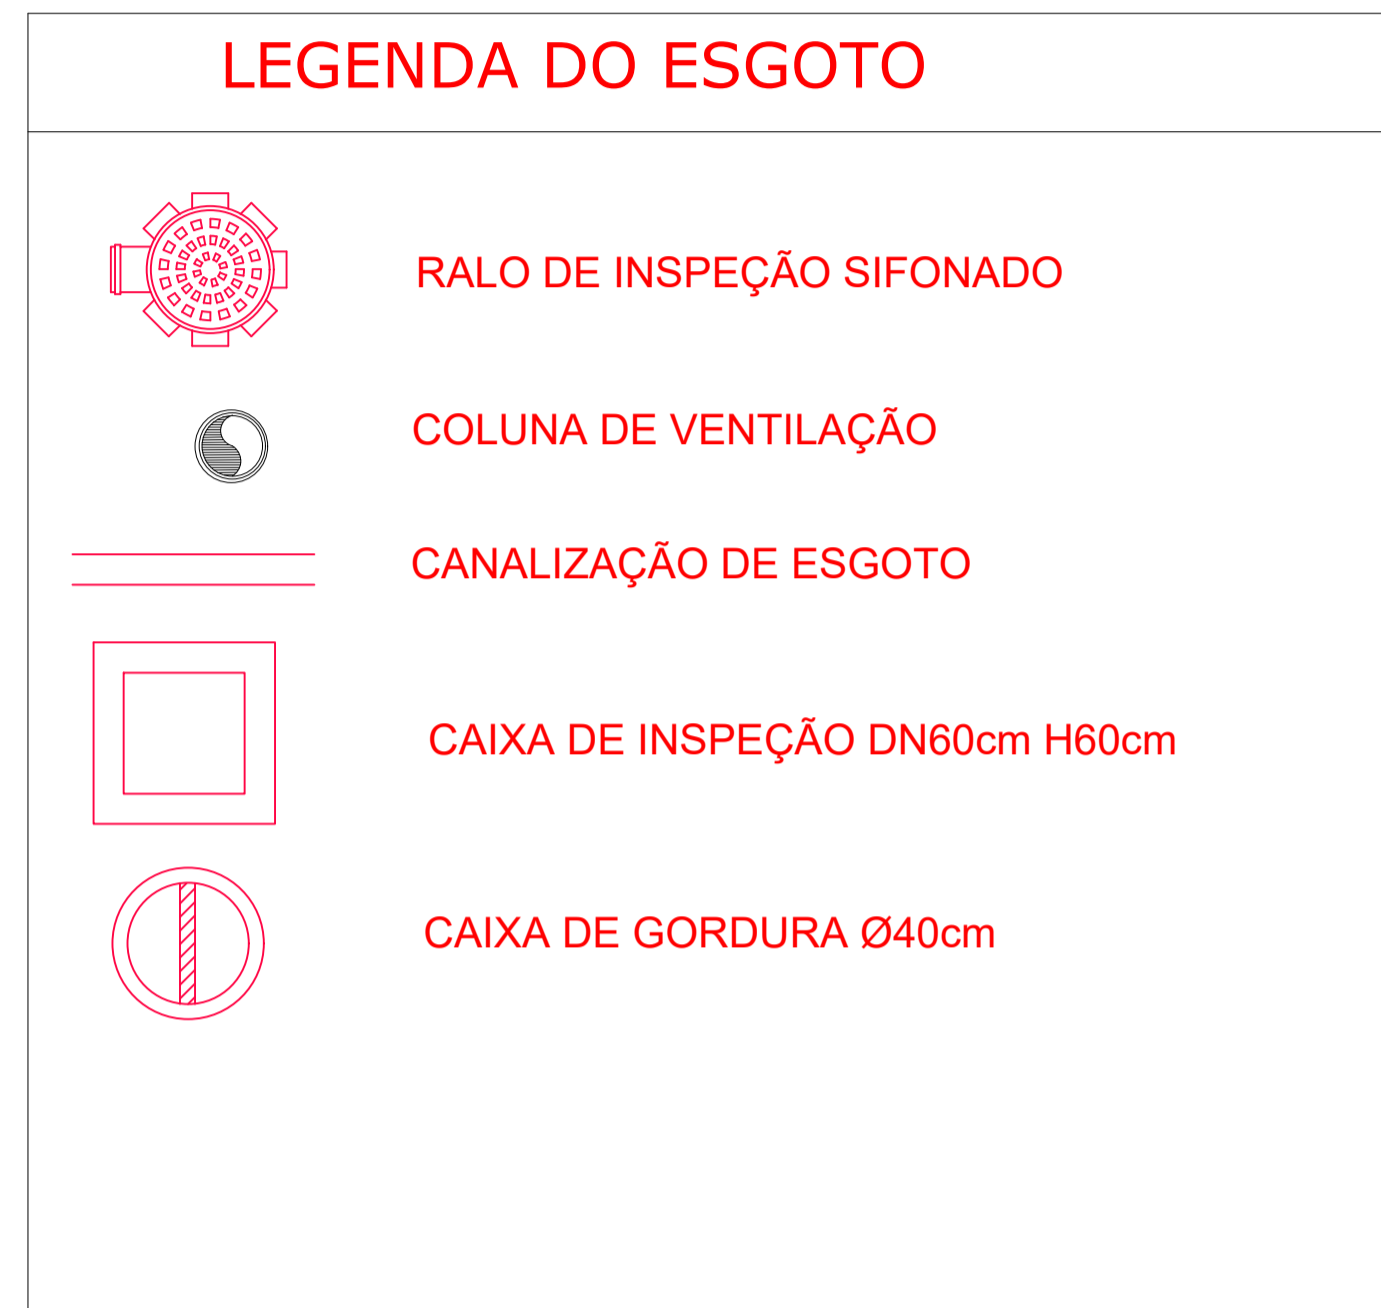 LEGENDA DO ESGOTO
RALO DE INSPEÇÃO SIFONADO
COLUNA DE VENTILAÇÃO
CANALIZAÇÃO DE ESGOTO
CAIXA DE INSPEÇÃO DN60cm H60cm
CAIXA DE GORDURA Ø40cm